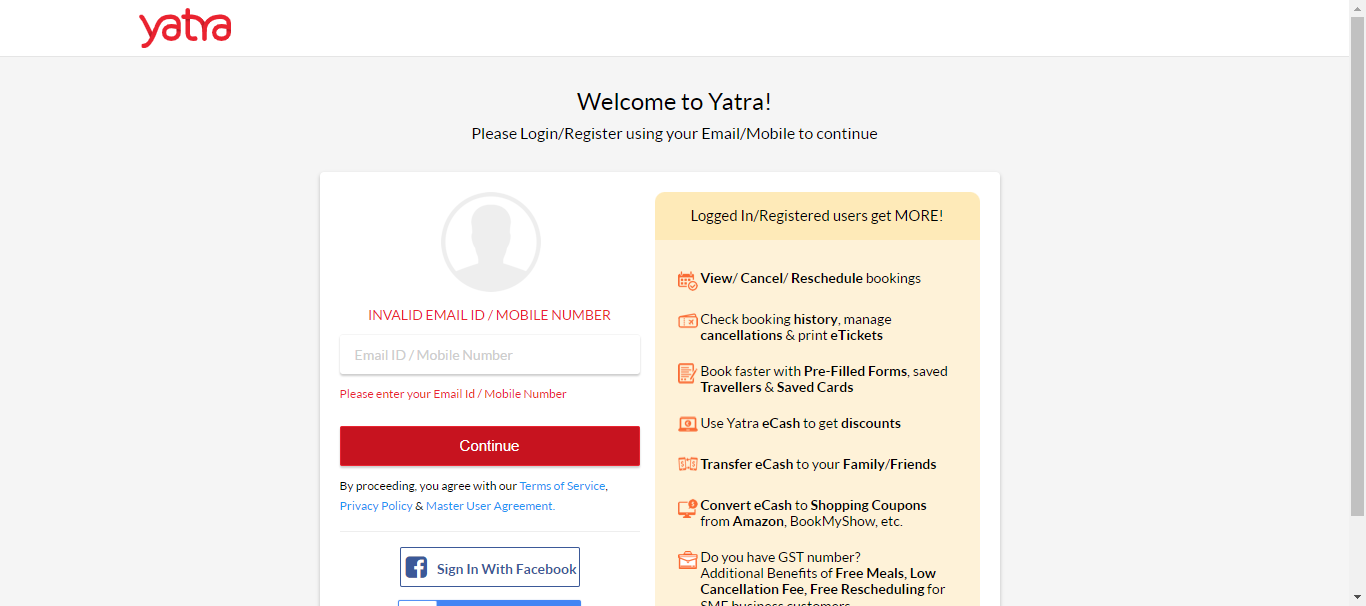 yatra
Welcome to Yatra!
Please Login/Register using your Email/Mobile to continue
INVALID EMAIL ID / MOBILE NUMBER
Email ID / Mobile Number
Please enter your Email Id / Mobile Number
Continue
By proceeding, you agree with our Terms of Service,
Privacy Policy & Master User Agreement.
Sign In With Facebook
Logged In/Registered users get MORE!
View/ Cancel/ Reschedule bookings
Check booking history, manage
cancellations & print eTickets
Book faster with Pre-Filled Forms, saved
Travellers & Saved Cards
Use Yatra eCash to get discounts
Transfer eCash to your Family/Friends
Convert eCash to Shopping Coupons
from Amazon, BookMyShow, etc.
Do you have GST number?
Additional Benefits of Free Meals, Low
Cancellation Fee, Free Rescheduling for
SME business customers